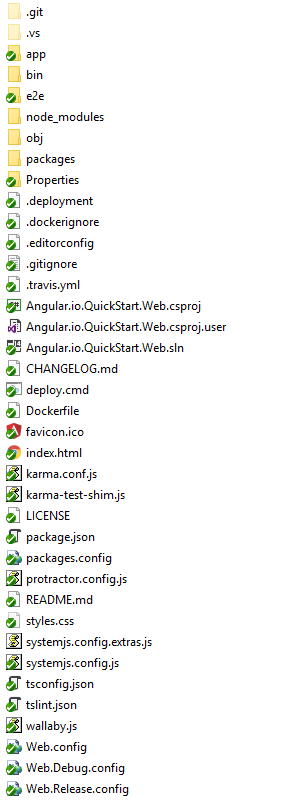 .git
.vs
app
bin
e2e
node_modules
obj
packages
Properties
.deployment
.dockerignore
.editorconfig
.gitignore
.travis.yml
Angular.io.QuickStart.Web.csproj
Angular.io.QuickStart.Web.csproj.user
Angular.io.QuickStart.Web.sln
CHANGELOG.md
deploy.cmd
Dockerfile
favicon.ico
index.html
karma.conf.js
karma-test-shim.js
LICENSE
package.json
packages.config
protractor.config.js
README.md
styles.css
systemjs.config.extras.js
systemjs.config.js
tsconfig.json
tslint.json
wallaby.js
Web.config
Web.Debug.config
Web.Release.config